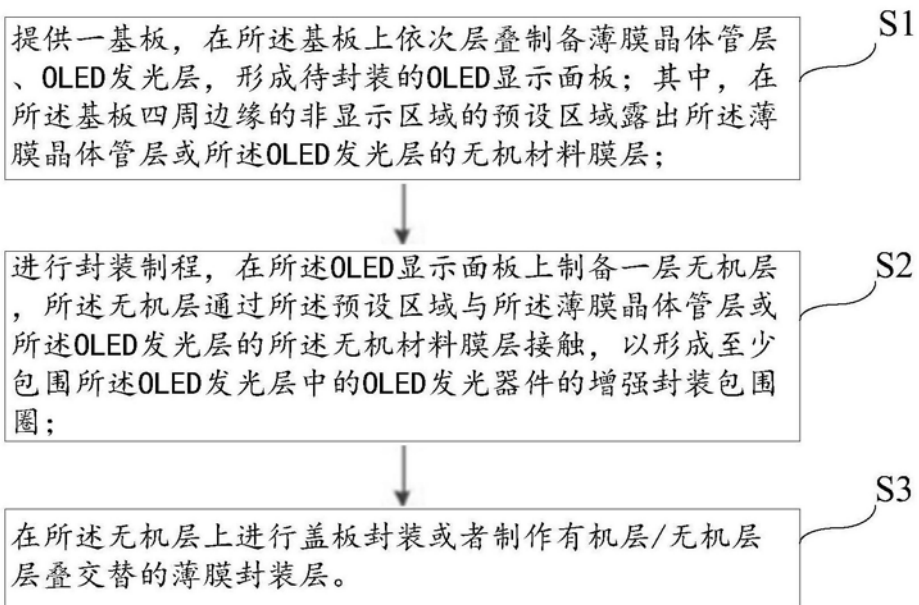 提供一基板，在所述基板上依次层叠制备薄膜晶体管层
、OLED发光层，形成待封装的OLED显示面板；其中，在
所述基板四周边缘的非显示区域的预设区域露出所述薄
膜晶体管层或所述OLED发光层的无机材料膜层；
S1
进行封装制程，在所述OLED显示面板上制备一层无机层
，所述无机层通过所述预设区域与所述薄膜晶体管层或
所述OLED发光层的所述无机材料膜层接触，以形成至少
包围所述OLED发光层中的OLED发光器件的增强封装包围
圈；
S2
在所述无机层上进行盖板封装或者制作有机层/无机层
层叠交替的薄膜封装层。
S3